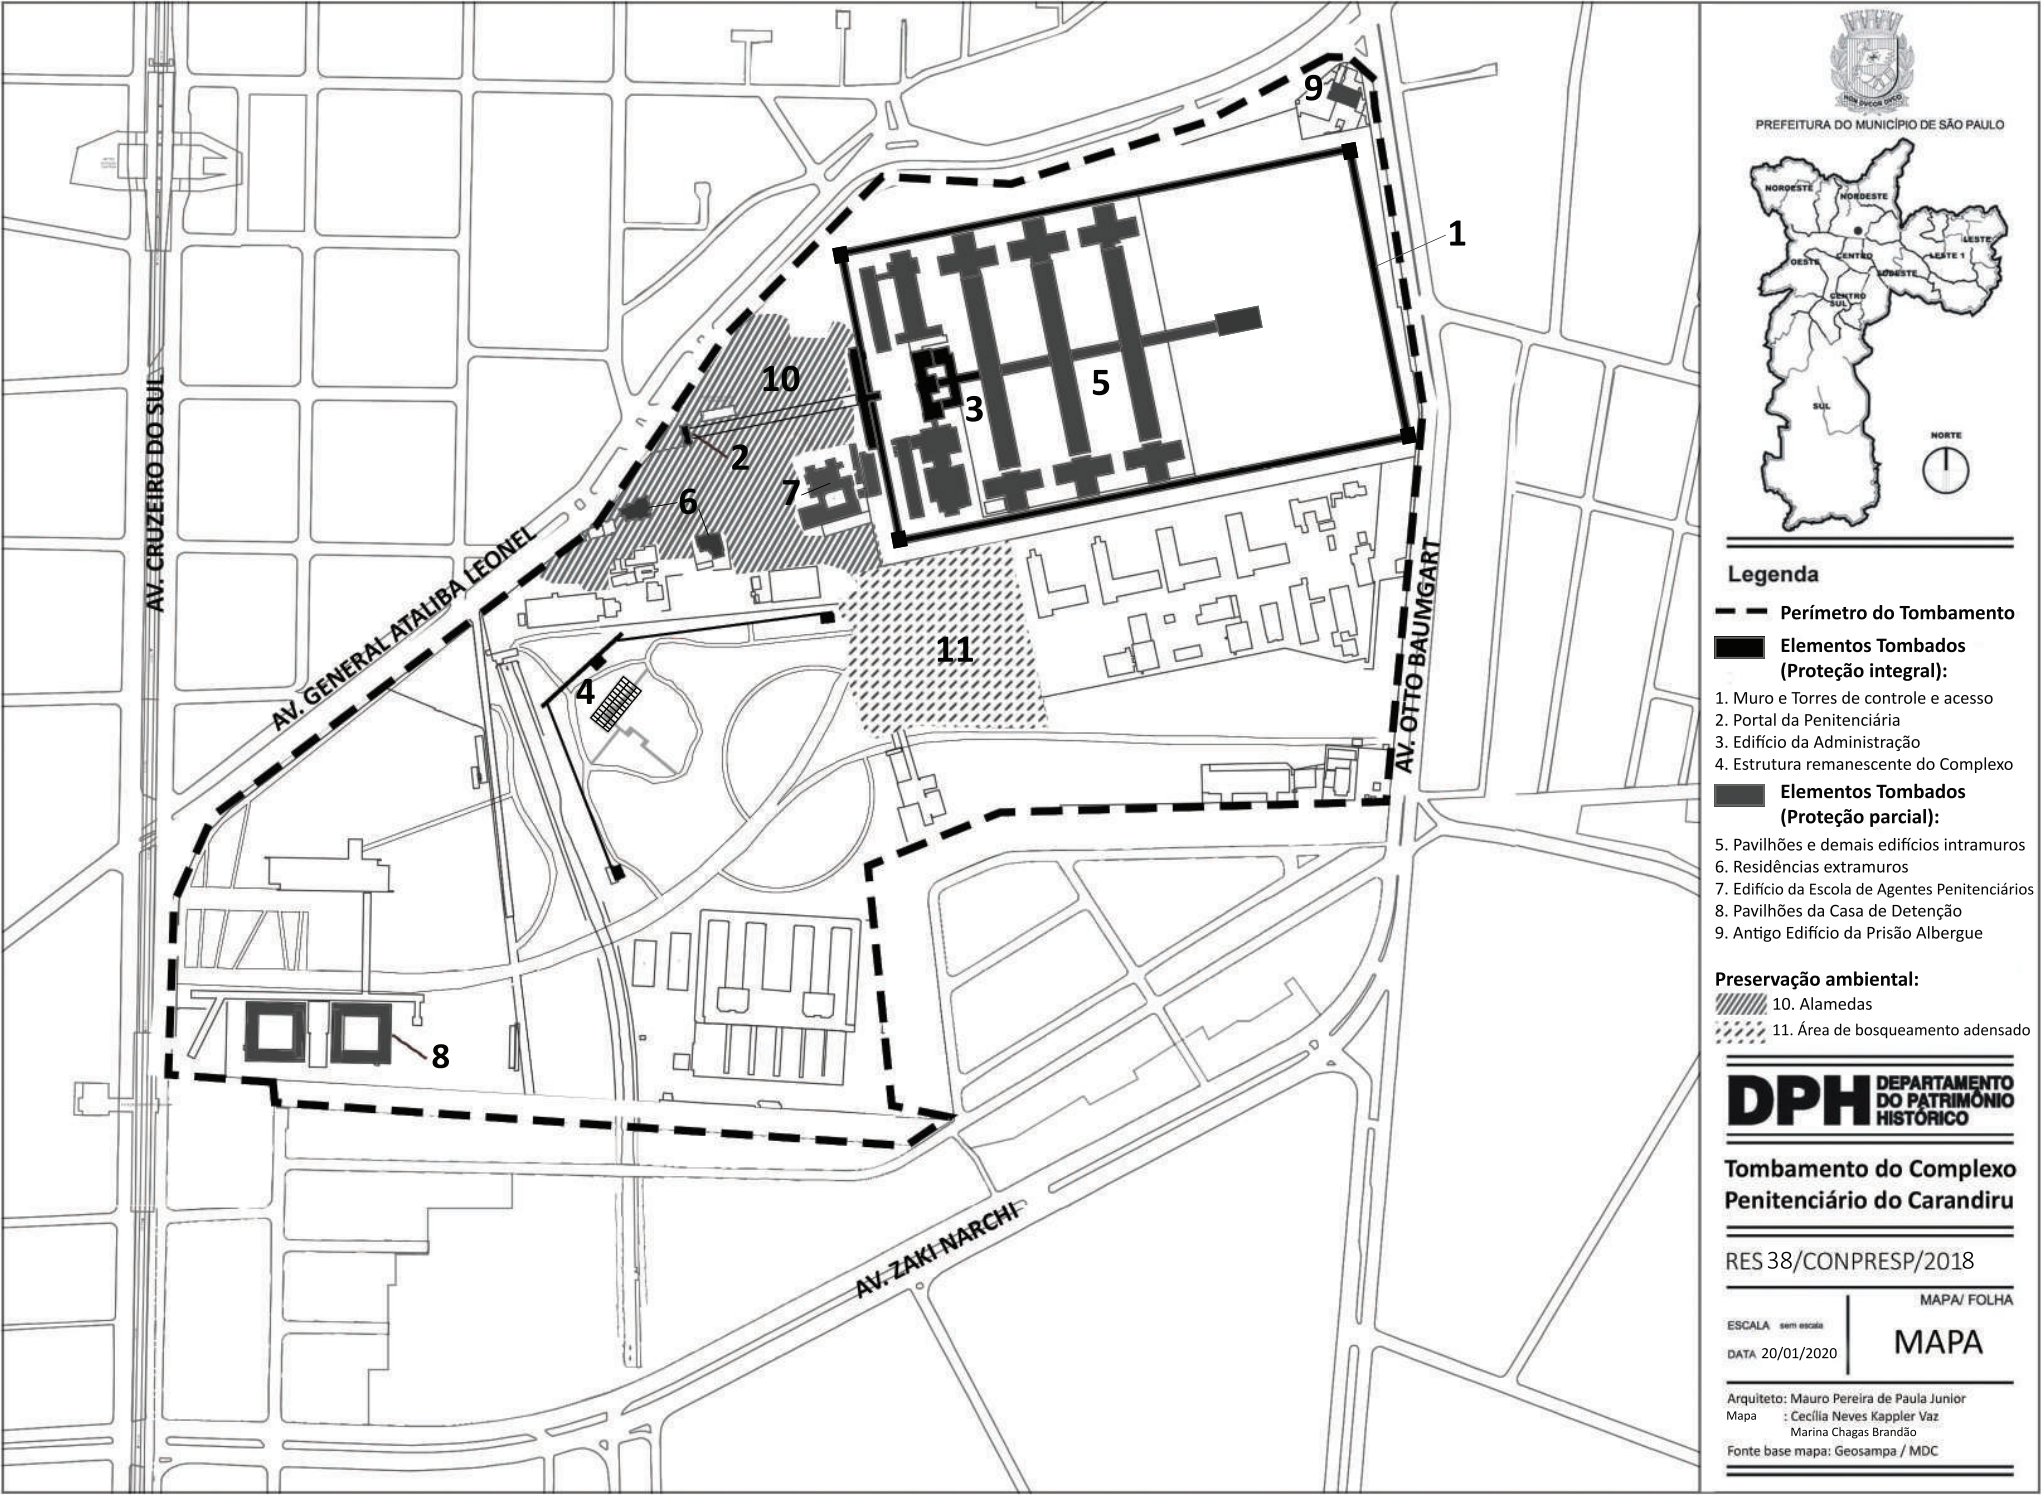 9
1
10
5
3
2
7
6
11
4
8
AV. CRUZEIRO DO SUL
AV. GENERAL ATALIBA LEONEL
AV. OTTO BAUMGART
AV. ZAKI NARCHI
NON DVCOR DVCO
PREFEITURA DO MUNICÍPIO DE SÃO PAULO
NOROESTE
NORDESTE
LESTE
CENTRO
LESTE 1
OESTE
SUDESTE
CENTRO
SUL
SUL
NORTE
Legenda
Perímetro do Tombamento
Elementos Tombados
(Proteção integral):
1. Muro e Torres de controle e acesso
2. Portal da Penitenciária
3. Edifício da Administração
4. Estrutura remanescente do Complexo
Elementos Tombados
(Proteção parcial):
5. Pavilhões e demais edifícios intramuros
6. Residências extramuros
7. Edifício da Escola de Agentes Penitenciários
8. Pavilhões da Casa de Detenção
9. Antigo Edifício da Prisão Albergue
Preservação ambiental:
10. Alamedas
11. Área de bosqueamento adensado
DPH DEPARTAMENTO
DO PATRIMÔNIO
HISTÓRICO
Tombamento do Complexo
Penitenciário do Carandiru
RES 38/CONPRESP/2018
MAPA/ FOLHA
ESCALA sem escala
MAPA
DATA 20/01/2020
Arquiteto: Mauro Pereira de Paula Junior
Mapa : Cecília Neves Kappler Vaz
Marina Chagas Brandão
Fonte base mapa: Geosampa / MDC